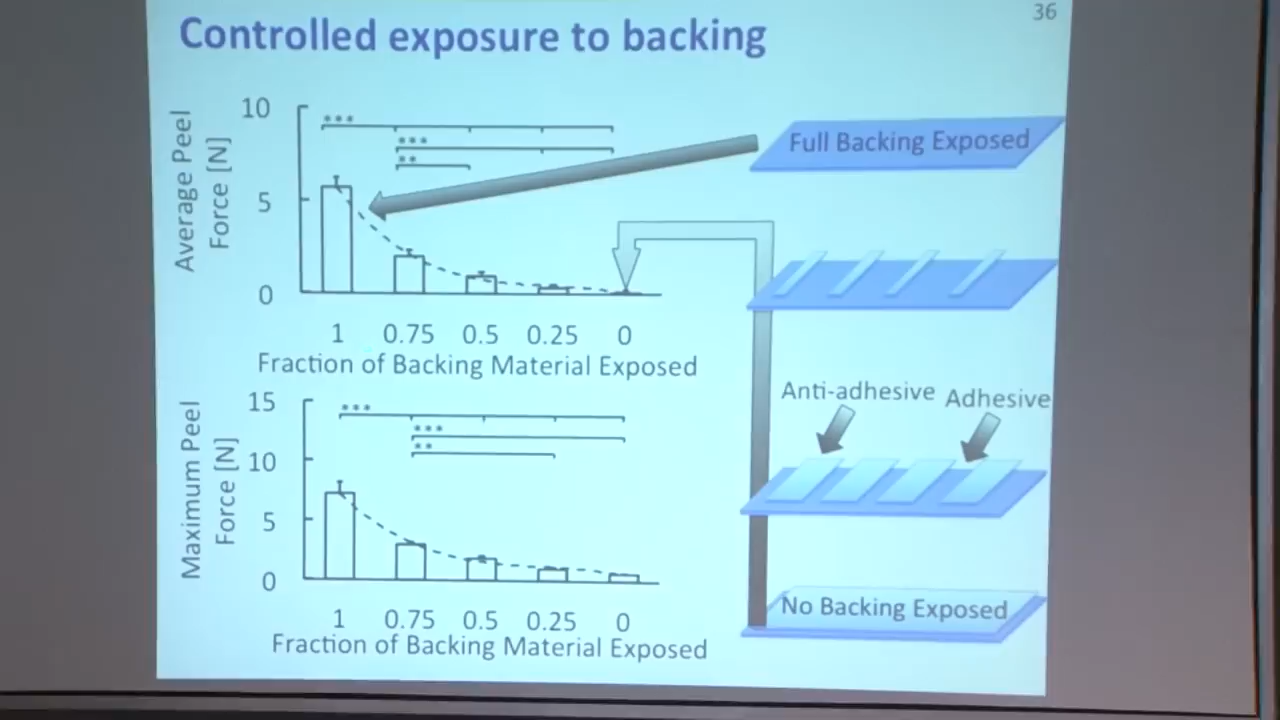 36
Controlled exposure to backing
Average Peel
Force [N]
10
5
0
***
***
**
1 0.75 0.5 0.25 0
Fraction of Backing Material Exposed
Maximum Peel
Force [N]
15
10
5
0
***
***
**
1 0.75 0.5 0.25 0
Fraction of Backing Material Exposed
Full Backing Exposed
Anti-adhesive Adhesive
No Backing Exposed